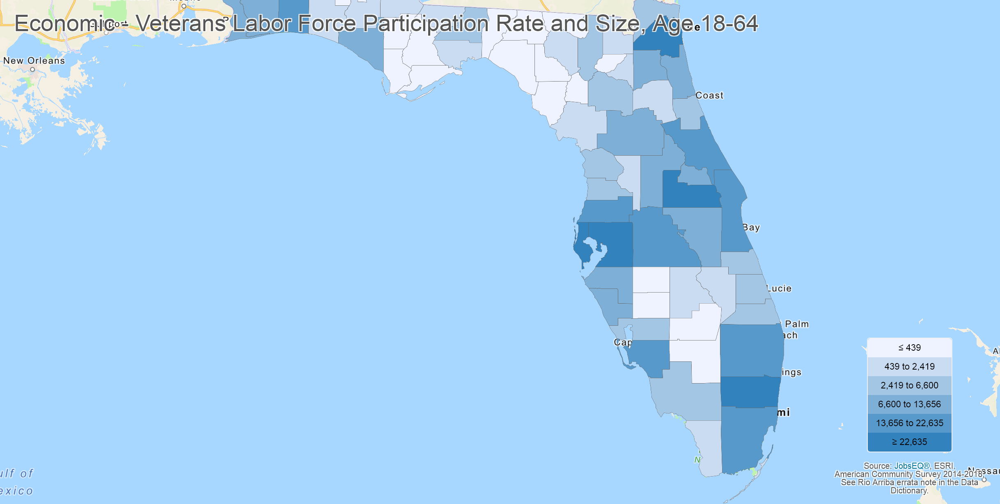 Economic - Veterans Labor Force Participation Rate and Size, Age 18-64
New Orleans
Coast
Bay
Lucie
Palm
Cap
ings
mi
≤ 439
439 to 2,419
2,419 to 6,600
6,600 to 13,656
13,656 to 22,635
≥ 22,635
Source: JobsEQ®, ESRI.
American Community Survey 2014-2018,
See Rio Arriba errata note in the Data
Dictionary.
ulf of
exico